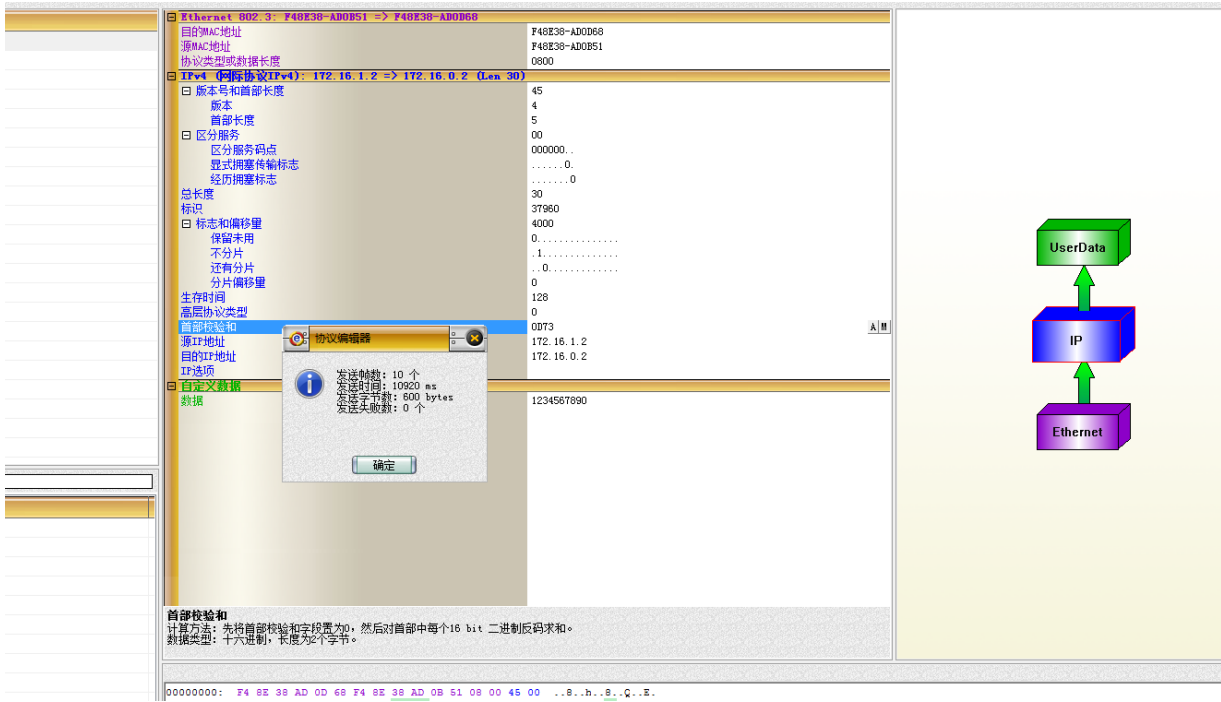 Ethernet 802.3: F48E38-AD0B51 => F48E38-AD0D68
目的MAC地址 F48E38-AD0D68
源MAC地址 F48E38-AD0B51
协议类型或数据长度 0800
IPv4 (网际协议IPv4): 172.16.1.2 => 172.16.0.2 (Len 30)
版本号和首部长度 45
版本 4
首部长度 5
区分服务 00
区分服务码点 000000..
显式拥塞传输标志 ......0.
经历拥塞标志 .......0
总长度 30
标识 37960
标志和偏移量 4000
保留未用 0...............
不分片 .1..............
还有分片 ..0.............
分片偏移量 0
生存时间 128
高层协议类型 0
首部校验和 0D73 A M
源IP地址 172.16.1.2
目的IP地址 172.16.0.2
IP选项
自定义数据
数据 1234567890
协议编辑器
发送帧数: 10 个
发送时间: 10920 ms
发送字节数: 600 bytes
发送失败数: 0 个
确定
UserData
IP
Ethernet
首部校验和
计算方法: 先将首部校验和字段置为0, 然后对首部中每个16 bit 二进制反码求和。
数据类型: 十六进制, 长度为2个字节。
00000000: F4 8E 38 AD 0D 68 F4 8E 38 AD 0B 51 08 00 45 00 ..8..h..8..Q..E.